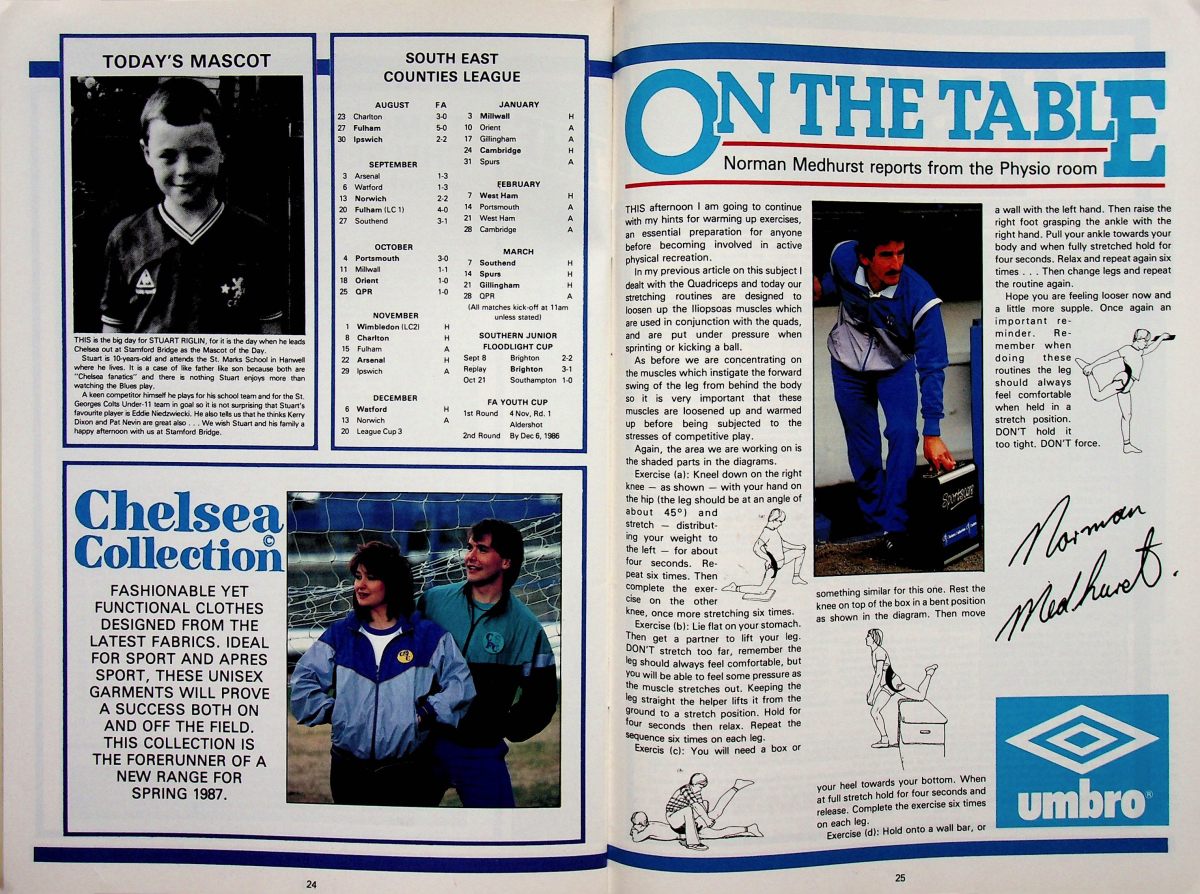 TODAY'S MASCOT
THIS is the big day for STUART RIGLIN, for it is the day when he leads
Chelsea out at Stamford Bridge as the Mascot of the Day.
Stuart is 10-years-old and attends the St. Marks School in Hanwell
where he lives. It is a case of like father like son because both are
"Chelsea fanatics" and there is nothing Stuart enjoys more than
watching the Blues play.
A keen competitor himself he plays for his school team and for the St.
Georges Colts Under-11 team in goal so it is not surprising that Stuart's
favourite player is Eddie Niedzwiecki. He also tells us that he thinks Kerry
Dixon and Pat Nevin are great also . . . We wish Stuart and his family a
happy afternoon with us at Stamford Bridge.
SOUTH EAST
COUNTIES LEAGUE
AUGUST F A
23 Charlton 3-0
27 Fulham 5-0
30 Ipswich 2-2
SEPTEMBER
3 Arsenal 1-3
6 Watford 1-3
13 Norwich 2-2
20 Fulham (LC 1) 4-0
27 Southend 3-1
OCTOBER
4 Portsmouth 3-0
11 Millwall 1-1
18 Orient 1-0
25 QPR 1-0
NOVEMBER
1 Wimbledon (LC2) H
8 Charlton H
15 Fulham A
22 Arsenal H
29 Ipswich A
DECEMBER
6 Watford H
13 Norwich A
20 League Cup 3
JANUARY
3 Millwall H
10 Orient A
17 Gillingham A
24 Cambridge H
31 Spurs A
FEBRUARY
7 West Ham H
14 Portsmouth A
21 West Ham A
28 Cambridge A
MARCH
7 Southend H
14 Spurs H
21 Gillingham H
28 QPR A
(All matches kick-off at 11am
unless stated)
SOUTHERN JUNIOR
FLOODLIGHT CUP
Sept 8 Brighton 2-2
Replay Brighton 3-1
Oct 21 Southampton 1-0
FA YOUTH CUP
1st Round 4 Nov, Rd. 1
Aldershot
2nd Round By Dec 6, 1986
Chelsea
Collection ©
FASHIONABLE YET
FUNCTIONAL CLOTHES
DESIGNED FROM THE
LATEST FABRICS. IDEAL
FOR SPORT AND APRES
SPORT, THESE UNISEX
GARMENTS WILL PROVE
A SUCCESS BOTH ON
AND OFF THE FIELD.
THIS COLLECTION IS
THE FORERUNNER OF A
NEW RANGE FOR
SPRING 1987.
24
ON THE TABLE
Norman Medhurst reports from the Physio room
THIS afternoon I am going to continue
with my hints for warming up exercises,
an essential preparation for anyone
before becoming involved in active
physical recreation.
In my previous article on this subject I
dealt with the Quadriceps and today our
stretching routines are designed to
loosen up the Iliopsoas muscles which
are used in conjunction with the quads,
and are put under pressure when
sprinting or kicking a ball.
As before we are concentrating on
the muscles which instigate the forward
swing of the leg from behind the body
so it is very important that these
muscles are loosened up and warmed
up before being subjected to the
stresses of competitive play.
Again, the area we are working on is
the shaded parts in the diagrams.
Exercise (a): Kneel down on the right
knee — as shown — with your hand on
the hip (the leg should be at an angle of
about 45º) and
stretch — distribut-
ing your weight to
the left — for about
four seconds. Re-
peat six times. Then
complete the exer-
cise on the other
knee, once more stretching six times.
Exercise (b): Lie flat on your stomach.
Then get a partner to lift your leg.
DON'T stretch too far, remember the
leg should always feel comfortable, but
you will be able to feel some pressure as
the muscle stretches out. Keeping the
leg straight the helper lifts it from the
ground to a stretch position. Hold for
four seconds then relax. Repeat the
sequence six times on each leg.
Exercis (c): You will need a box or
Sportscare
something similar for this one. Rest the
knee on top of the box in a bent position
as shown in the diagram. Then move
your heel towards your bottom. When
at full stretch hold for four seconds and
release. Complete the exercise six times
on each leg.
Exercise (d): Hold onto a wall bar, or
a wall with the left hand. Then raise the
right foot grasping the ankle with the
right hand. Pull your ankle towards your
body and when fully stretched hold for
four seconds. Relax and repeat again six
times . . . Then change legs and repeat
the routine again.
Hope you are feeling looser now and
a little more supple. Once again an
important re-
minder. Re-
member when
doing these
routines the leg
should always
feel comfortable
when held in a
stretch position.
DON'T hold it
too tight. DON'T force.
Norman
Medhurst.
umbro®
25